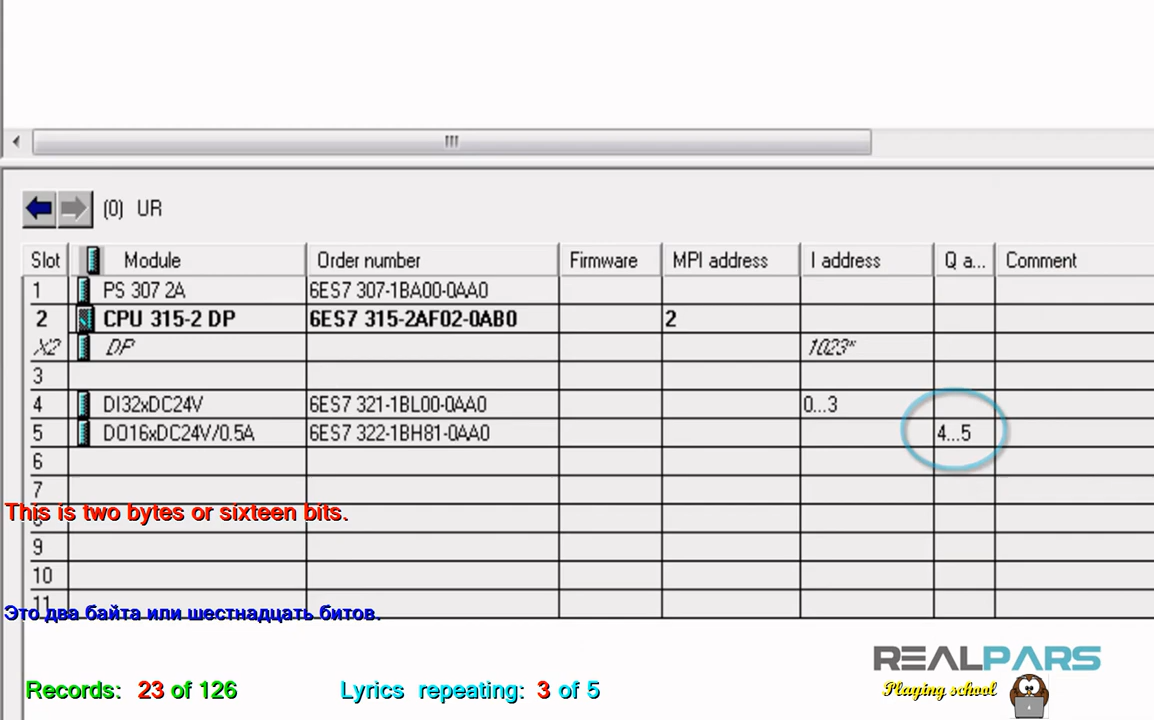 (0) UR
Slot Module Order number Firmware MPI address I address Q a... Comment
1 PS 307 2A 6ES7 307-1BA00-0AA0
2 CPU 315-2 DP 6ES7 315-2AF02-0AB0 2
X2 DP 1023*
3
4 DI32xDC24V 6ES7 321-1BL00-0AA0 0...3
5 DO16xDC24V/0.5A 6ES7 322-1BH81-0AA0 4...5
6
7
This is two bytes or sixteen bits.
8
9
10
11
Это два байта или шестнадцать битов.
REALPARS
Playing school
Records: 23 of 126 Lyrics repeating: 3 of 5